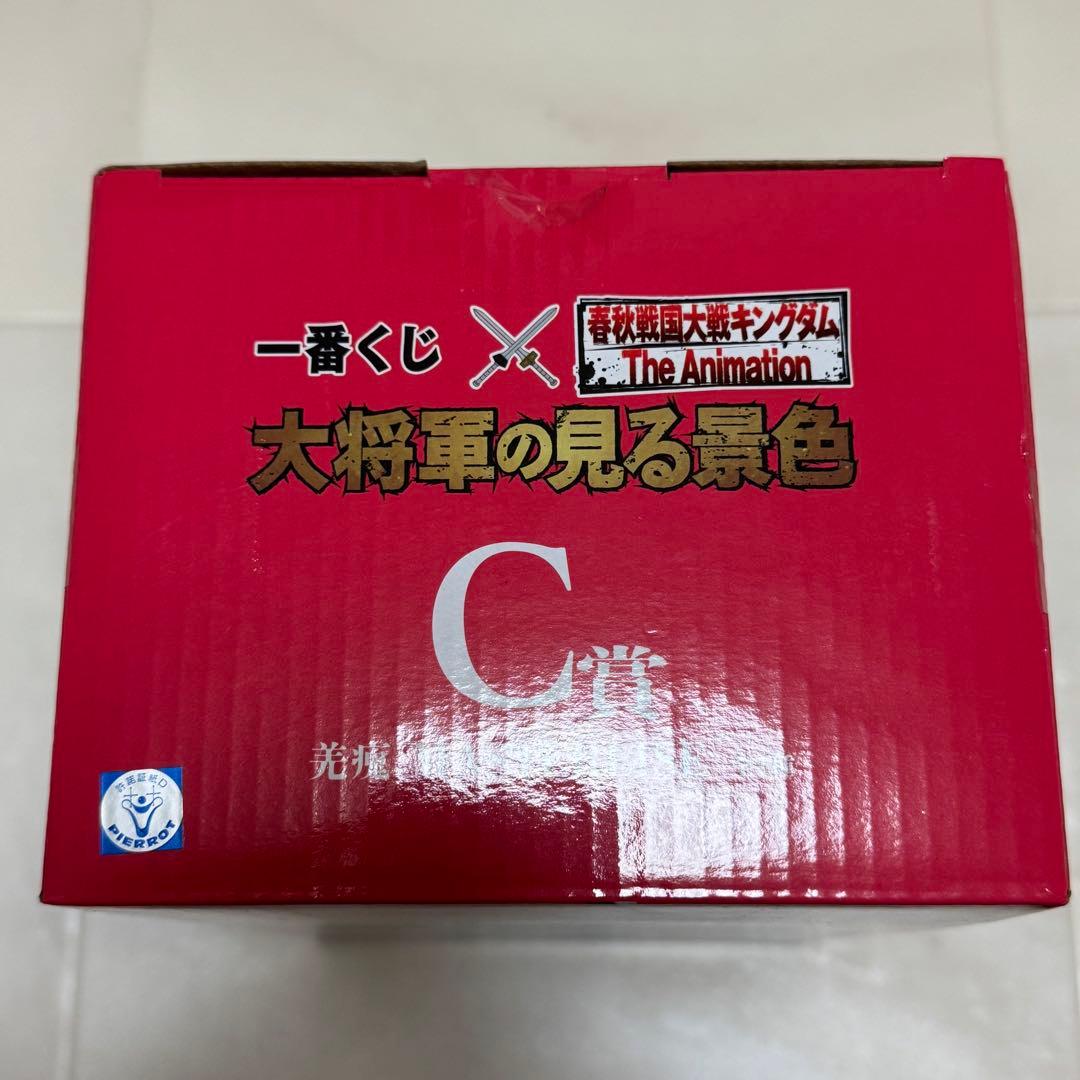 一番くじ
春秋戦国大戦キングダム
The Animation
大将軍の見る景色
C賞
羌瘣
許諾証紙D
PIERROT